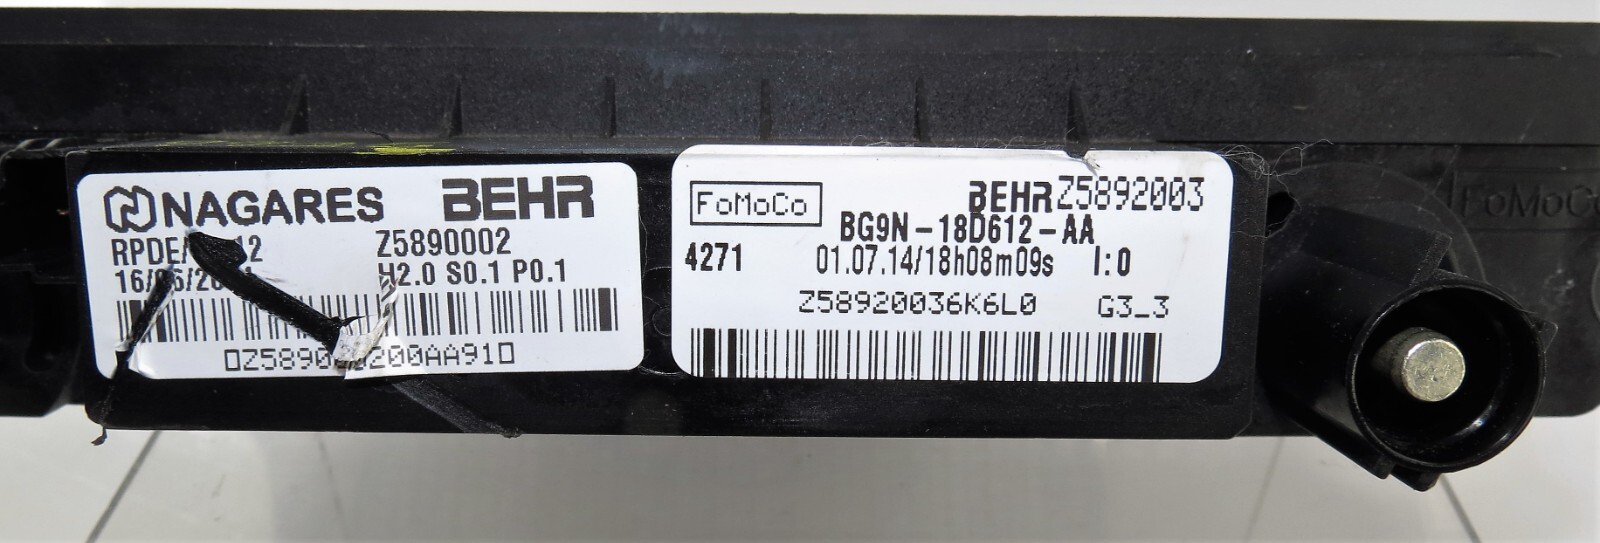 NAGARES BEHR
Z5890002
H2.0 S0.1 P0.1
FoMoCo BEHR Z5892003
BG9N-18D612-AA
4271 01.07.14/18h08m09s I:0
Z58920036K6L0 G3_3
FoMoCo